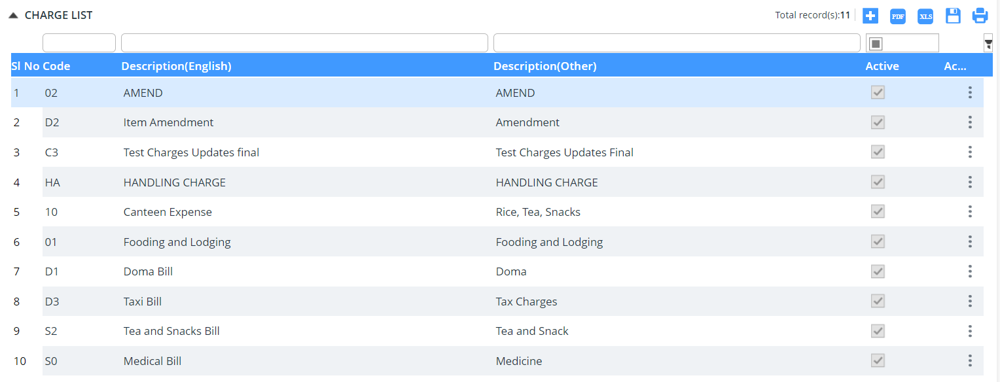 CHARGE LIST Total record(s):11 PDF XLS
Sl No Code Description(English) Description(Other) Active Ac...
1 02 AMEND AMEND
2 D2 Item Amendment Amendment
3 C3 Test Charges Updates final Test Charges Updates Final
4 HA HANDLING CHARGE HANDLING CHARGE
5 10 Canteen Expense Rice, Tea, Snacks
6 01 Fooding and Lodging Fooding and Lodging
7 D1 Doma Bill Doma
8 D3 Taxi Bill Tax Charges
9 S2 Tea and Snacks Bill Tea and Snack
10 S0 Medical Bill Medicine